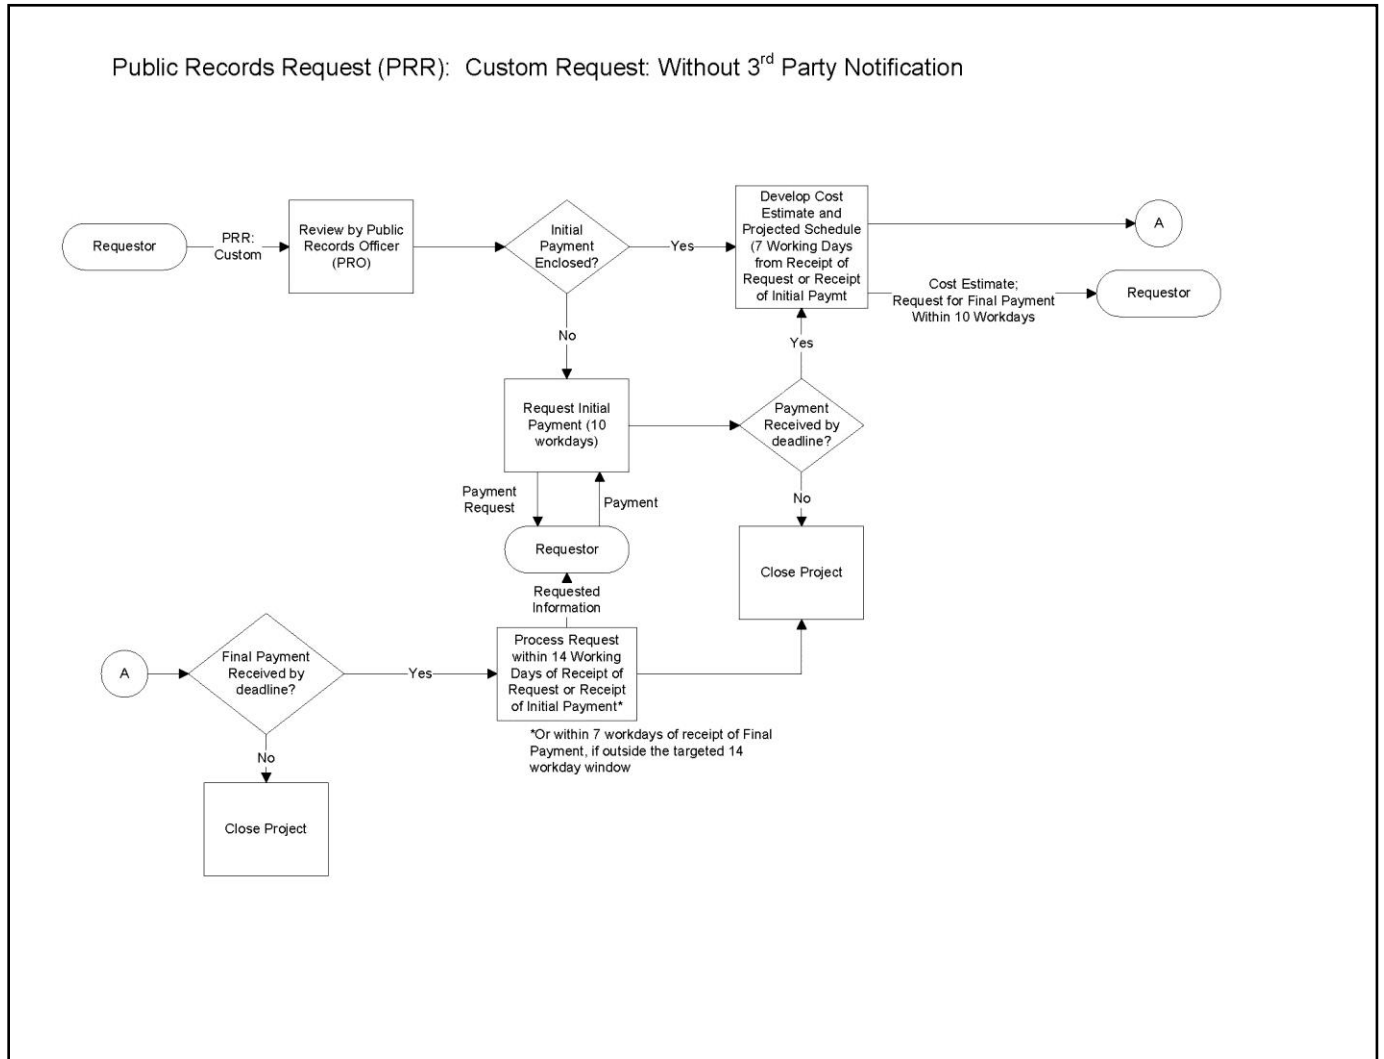 Public Records Request (PRR):  Custom Request: Without 3rd Party Notification
Requestor
PRR:
Custom
Review by Public
Records Officer
(PRO)
Initial
Payment
Enclosed?
Yes
Develop Cost
Estimate and
Projected Schedule
(7 Working Days
from Receipt of
Request or Receipt
of Initial Paymt
A
Cost Estimate;
Request for Final Payment
Within 10 Workdays
Requestor
No
Yes
Request Initial
Payment (10
workdays)
Payment
Received by
deadline?
Payment
Request
Payment
No
Requestor
Close Project
Requested
Information
A
Final Payment
Received by
deadline?
Yes
Process Request
within 14 Working
Days of Receipt of
Request or Receipt
of Initial Payment*
*Or within 7 workdays of receipt of Final
Payment, if outside the targeted 14
workday window
No
Close Project